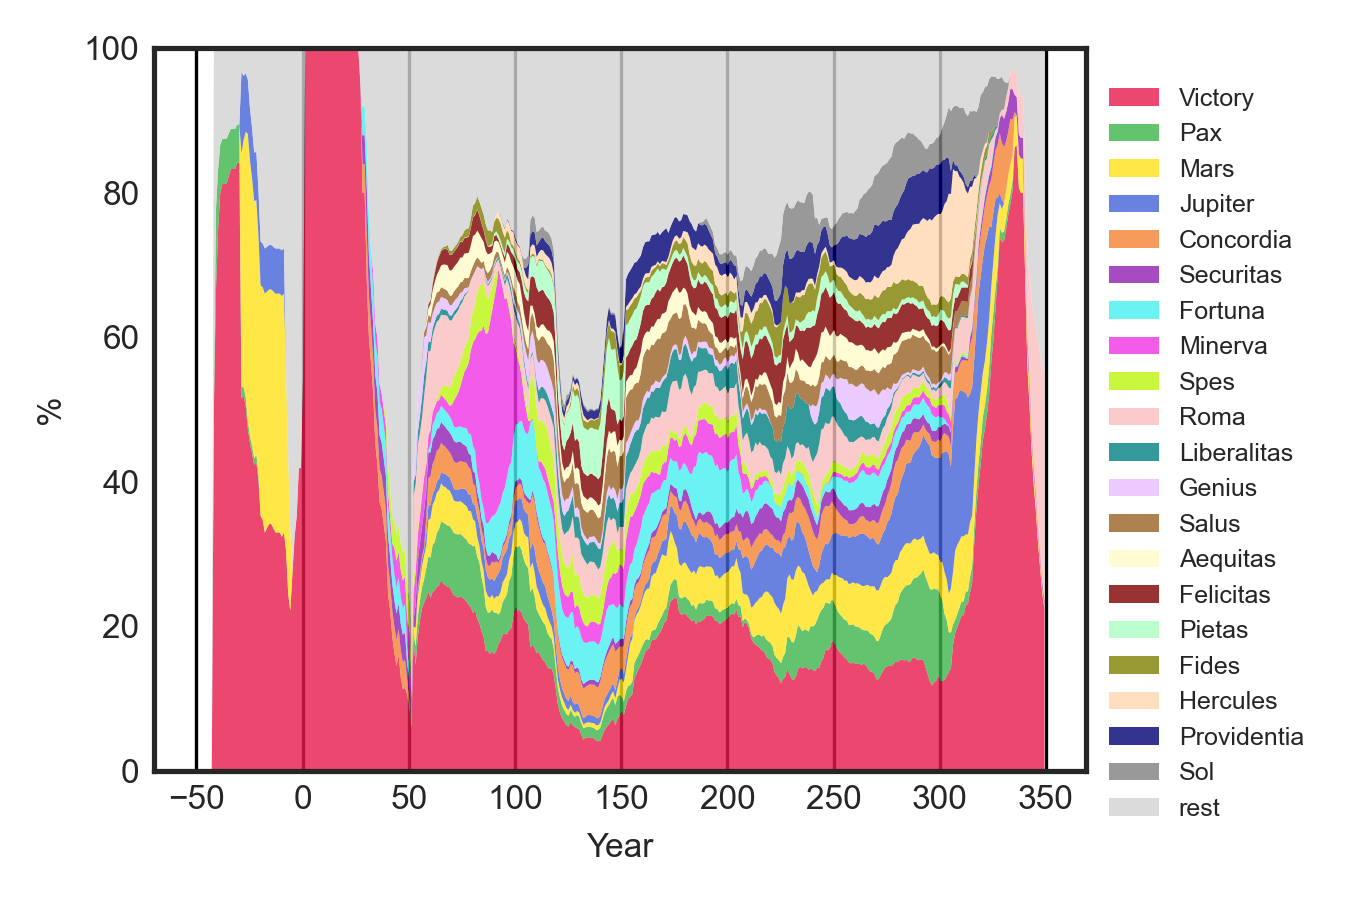 100
80
60
40
20
0
%
−50 0 50 100 150 200 250 300 350
Year
Victory
Pax
Mars
Jupiter
Concordia
Securitas
Fortuna
Minerva
Spes
Roma
Liberalitas
Genius
Salus
Aequitas
Felicitas
Pietas
Fides
Hercules
Providentia
Sol
rest